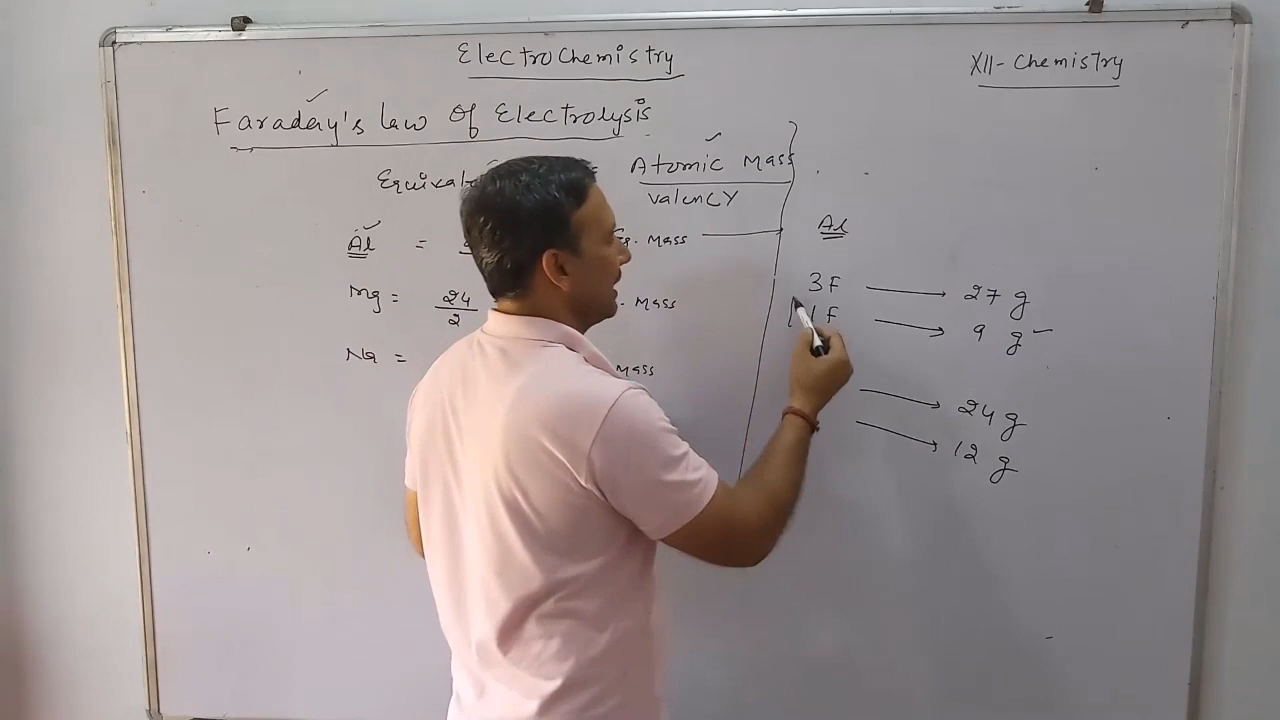 ElectroChemistry
XII-Chemistry
Faraday's law of Electrolysis
= Atomic Mass
valency
Al = Mass
Al
Mg = 24 Mass
2
3F → 27 g
1F → 9 g
Na = Mass
→ 24 g
→ 12 g